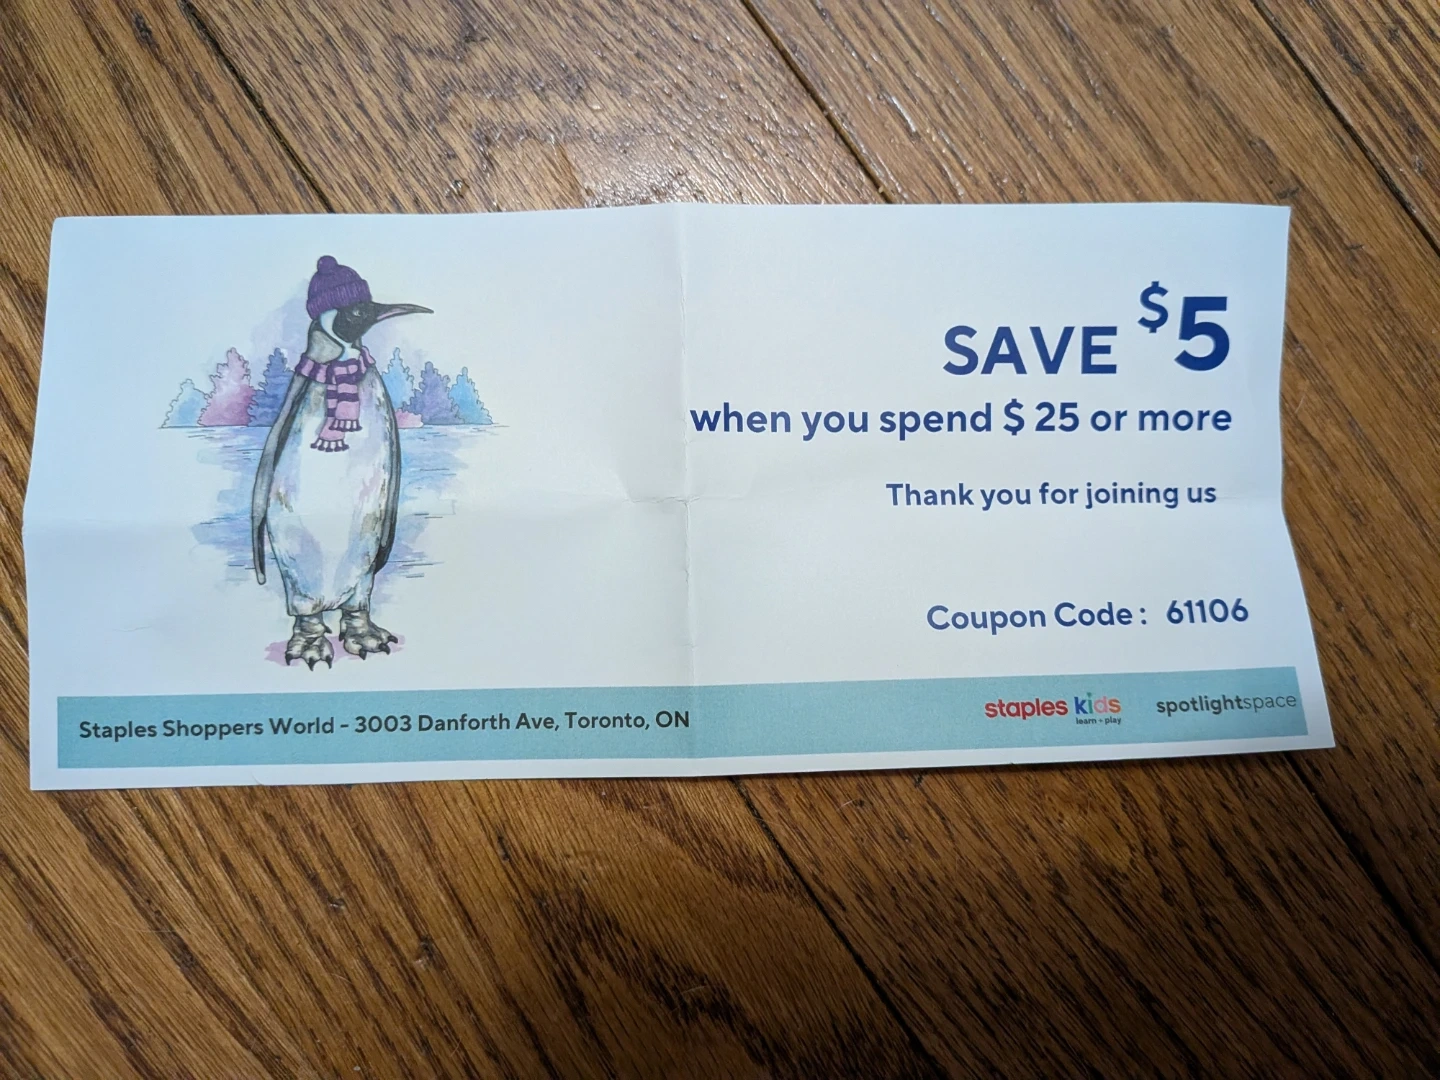 SAVE $5
when you spend $ 25 or more
Thank you for joining us
Coupon Code : 61106
Staples Shoppers World - 3003 Danforth Ave, Toronto, ON
staples kids
learn + play
spotlightspace